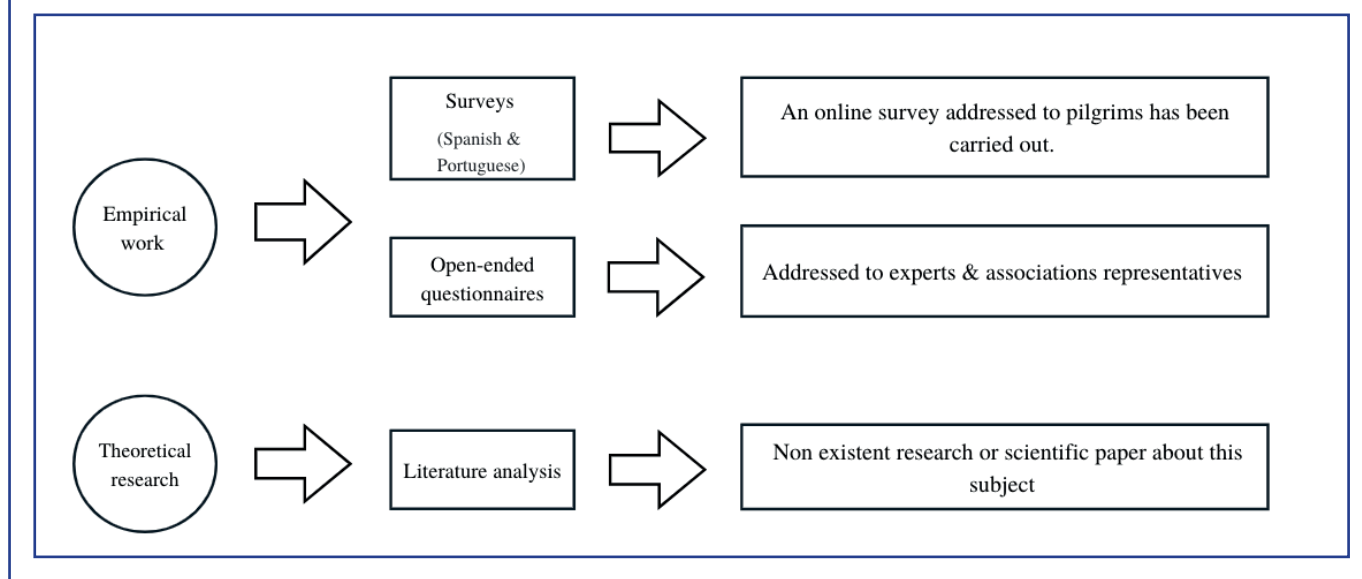 Empirical
work
Surveys
(Spanish &
Portuguese)
An online survey addressed to pilgrims has been
carried out.
Open-ended
questionnaires
Addressed to experts & associations representatives
Theoretical
research
Literature analysis
Non existent research or scientific paper about this
subject